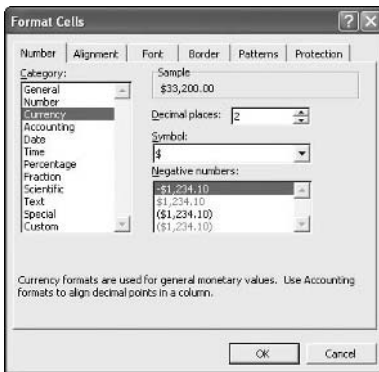 Format Cells
Number Alignment Font Border Patterns Protection
Category:
General
Number
Currency
Accounting
Date
Time
Percentage
Fraction
Scientific
Text
Special
Custom
Sample
$33,200.00
Decimal places: 2
Symbol:
$
Negative numbers:
-$1,234.10
$1,234.10
($1,234.10)
($1,234.10)
Currency formats are used for general monetary values. Use Accounting
formats to align decimal points in a column.
OK Cancel